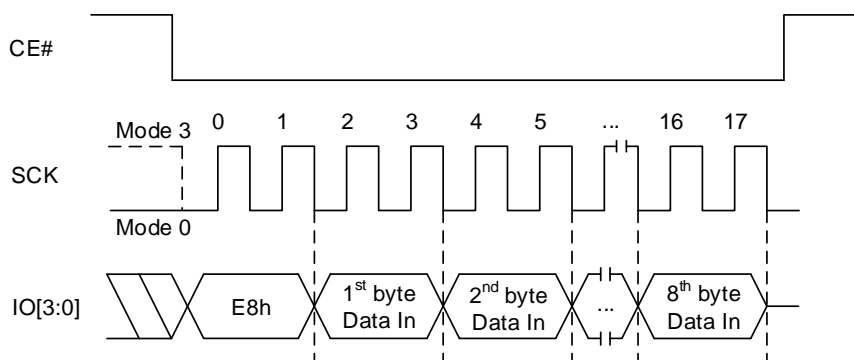 CE#
0 1 2 3 4 5 ... 16 17
Mode 3
SCK
Mode 0
IO[3:0]
E8h
1st byte
Data In
2nd byte
Data In
...
8th byte
Data In